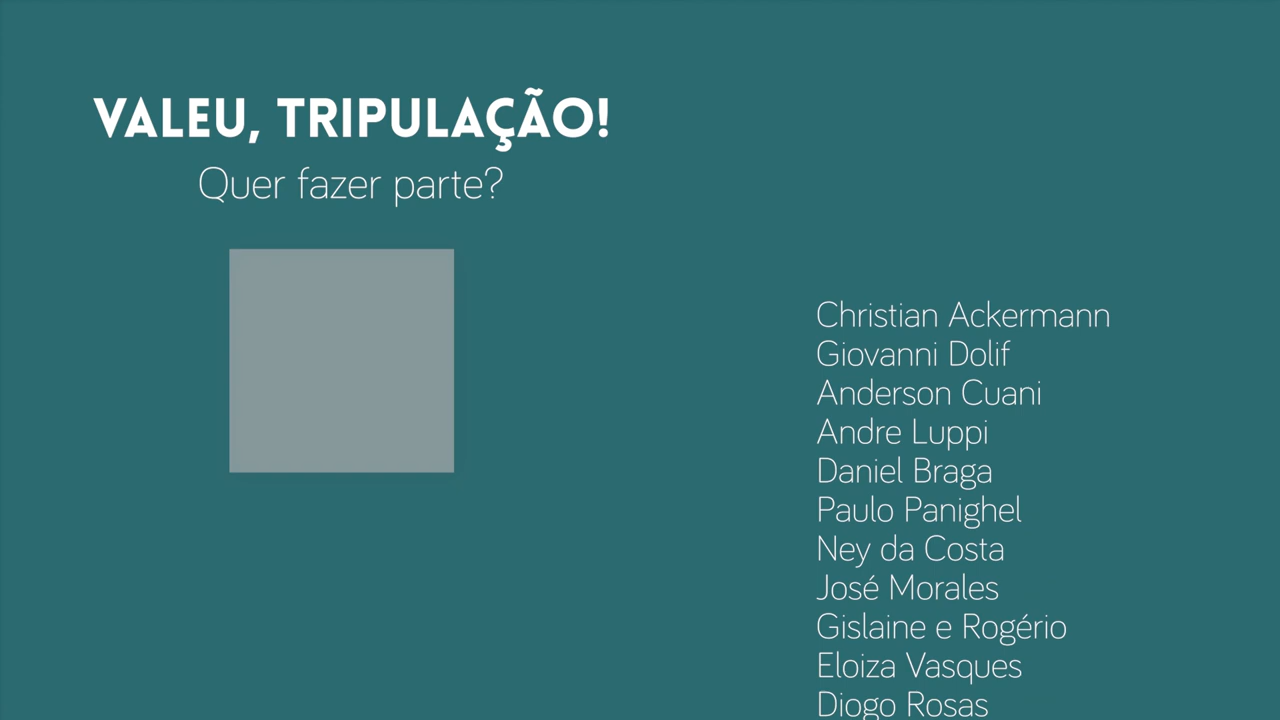 VALEU, TRIPULAÇÃO!
Quer fazer parte?
Christian Ackermann
Giovanni Dolif
Anderson Cuani
Andre Luppi
Daniel Braga
Paulo Panighel
Ney da Costa
José Morales
Gislaine e Rogério
Eloiza Vasques
Diogo Rosas